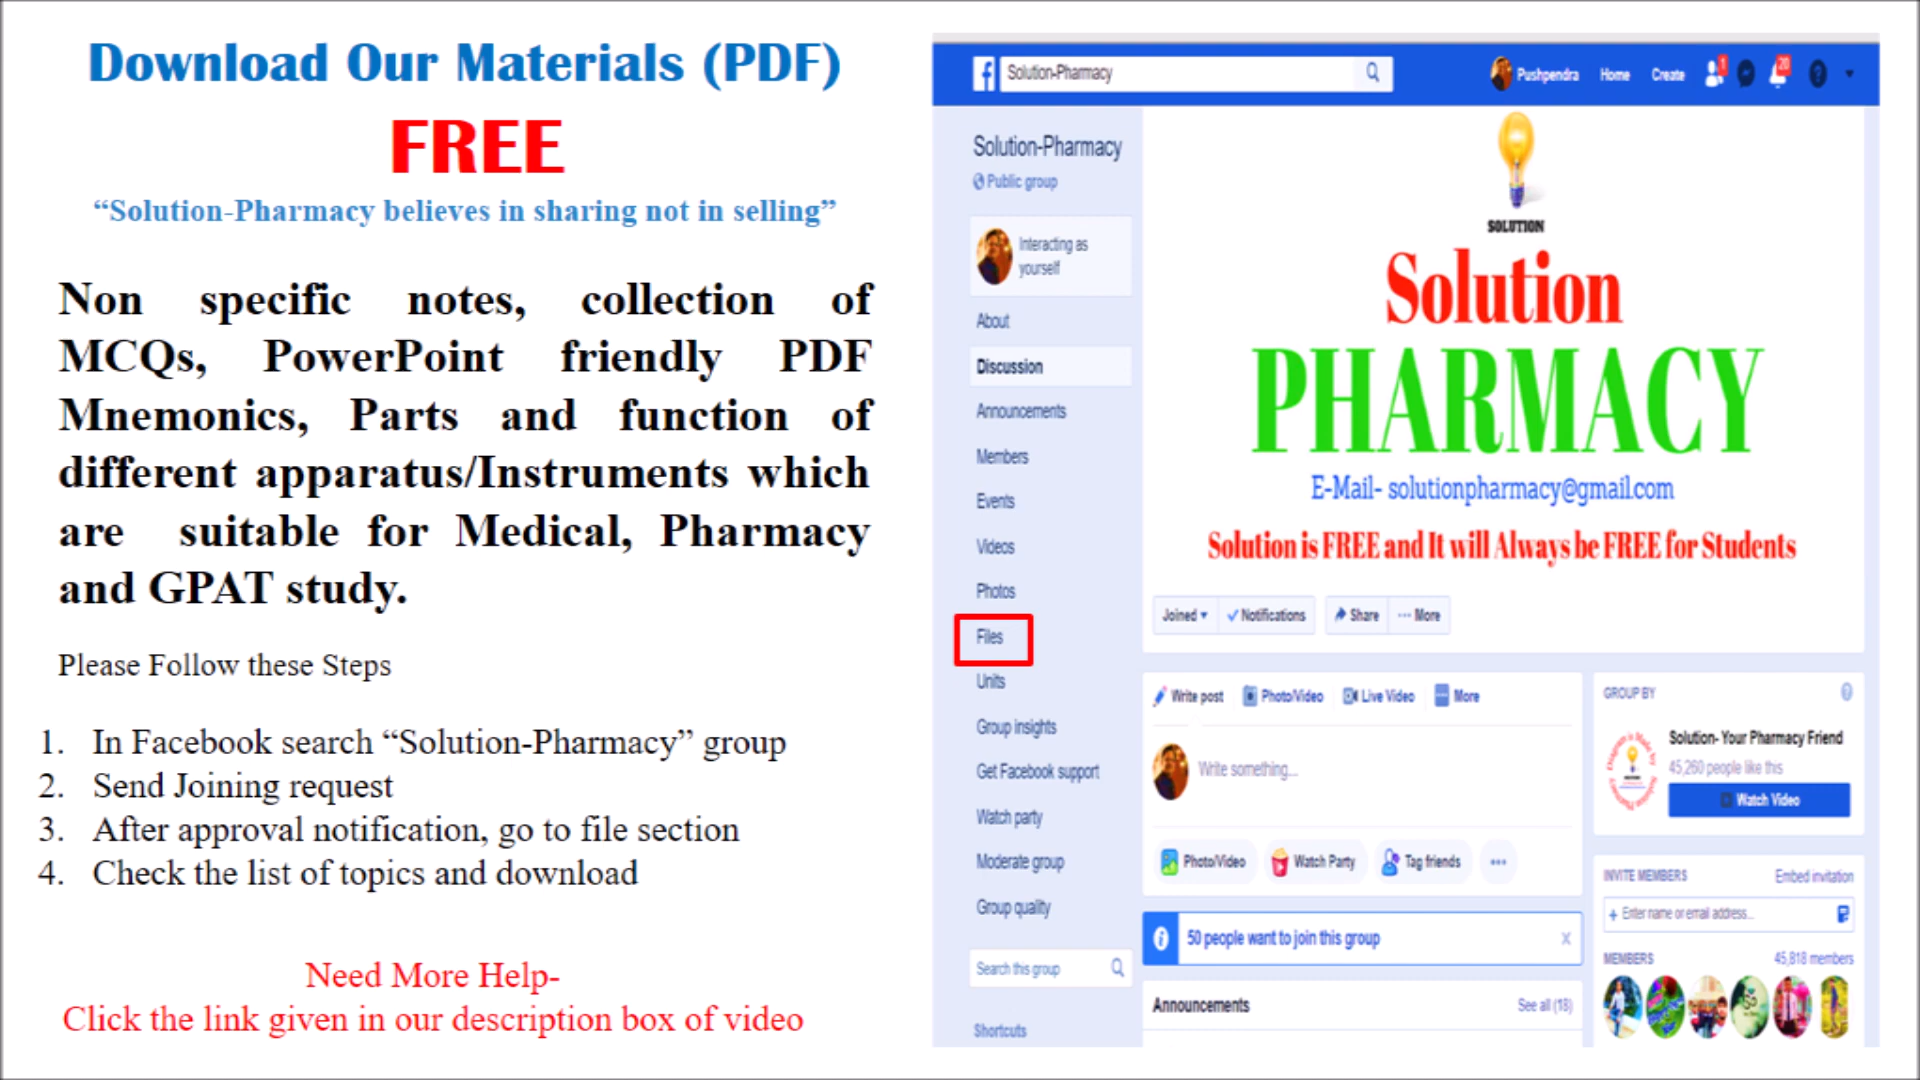 Download Our Materials (PDF)
FREE
“Solution-Pharmacy believes in sharing not in selling”
Non specific notes, collection of
MCQs, PowerPoint friendly PDF
Mnemonics, Parts and function of
different apparatus/Instruments which
are suitable for Medical, Pharmacy
and GPAT study.
Please Follow these Steps
1. In Facebook search “Solution-Pharmacy” group
2. Send Joining request
3. After approval notification, go to file section
4. Check the list of topics and download
Need More Help-
Click the link given in our description box of video
Solution-Pharmacy
Pushpendra Home Create 1 20
Solution-Pharmacy
Public group
Interacting as
yourself
About
Discussion
Announcements
Members
Events
Videos
Photos
Files
Units
Group insights
Get Facebook support
Watch party
Moderate group
Group quality
Search this group
Shortcuts
SOLUTION
Solution
PHARMACY
E-Mail- solutionpharmacy@gmail.com
Solution is FREE and It will Always be FREE for Students
Joined Notifications Share More
Write post Photo/Video Live Video More
Write something...
Photo/Video Watch Party Tag friends
50 people want to join this group
Announcements See all (18)
GROUP BY
Solution- Your Pharmacy Friend
45,260 people like this
Watch Video
INVITE MEMBERS Embed invitation
+ Enter name or email address...
MEMBERS 45,818 members